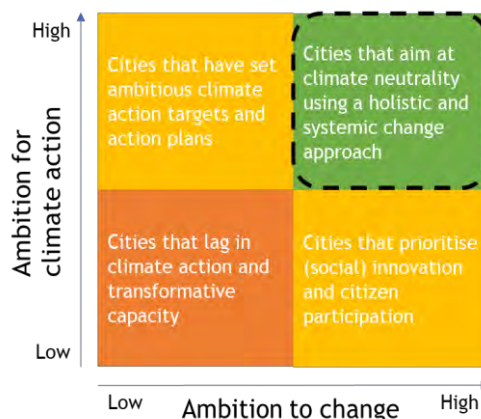 High
Cities that have set
ambitious climate
action targets and
action plans
Cities that aim at
climate neutrality
using a holistic and
systemic change
approach
Ambition for
climate action
Cities that lag in
climate action and
transformative
capacity
Cities that prioritise
(social) innovation
and citizen
participation
Low
Low
Ambition to change
High